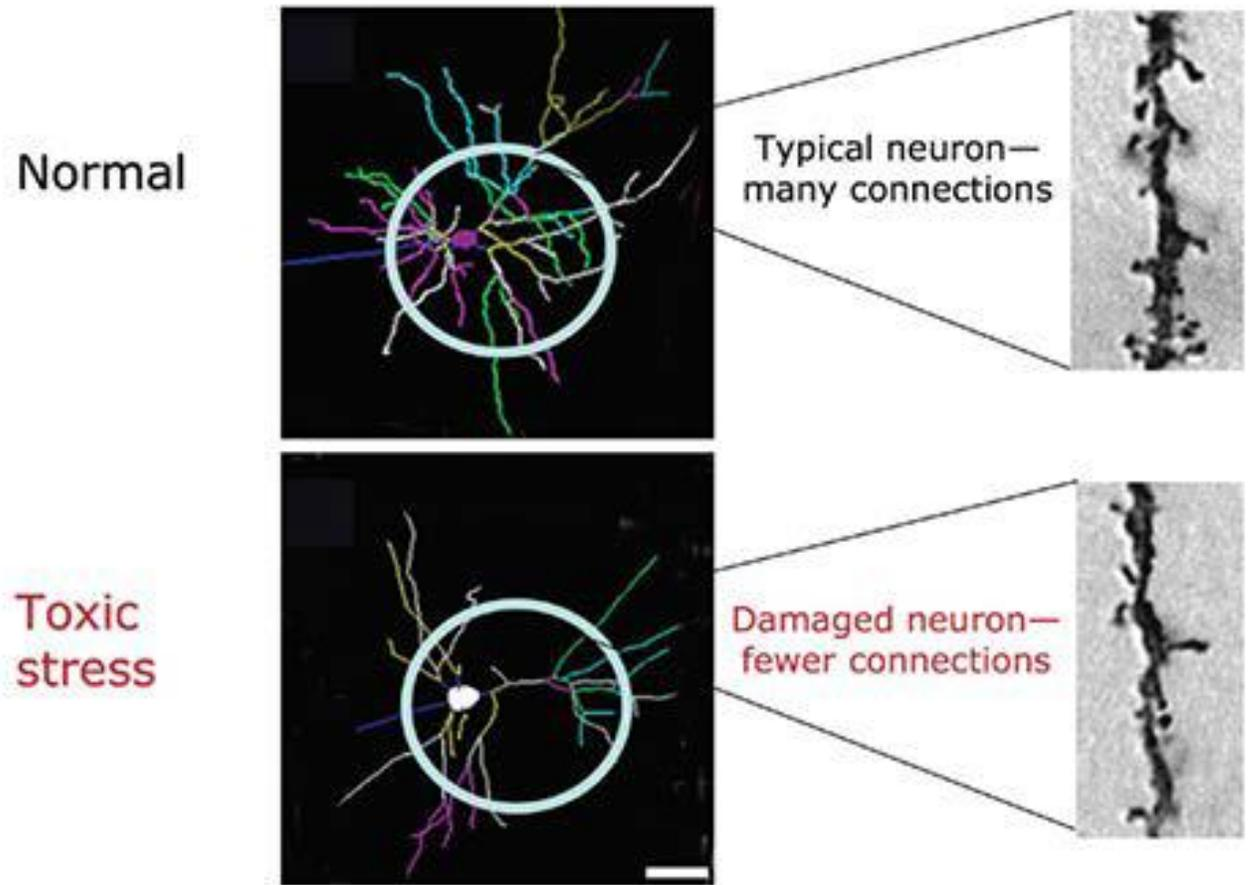 Normal
Typical neuron—
many connections
Toxic
stress
Damaged neuron—
fewer connections